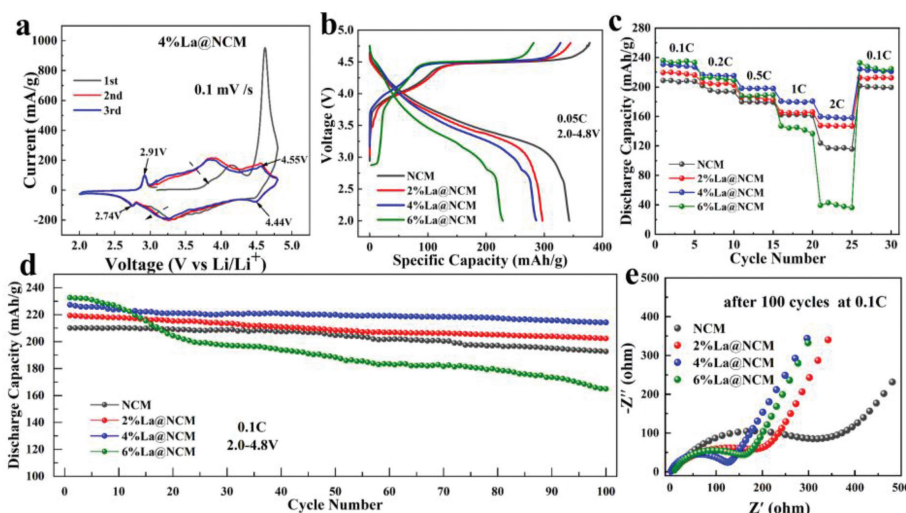 a
4%La@NCM
1st
2nd
3rd
0.1 mV /s
2.91V
4.55V
2.74V
4.44V
1000
800
600
400
200
0
-200
Current (mA/g)
2.0 2.5 3.0 3.5 4.0 4.5 5.0
Voltage (V vs Li/Li+)
b
5.0
4.5
4.0
3.5
3.0
2.5
2.0
Voltage (V)
0.05C
2.0-4.8V
NCM
2%La@NCM
4%La@NCM
6%La@NCM
0 100 200 300 400
Specific Capacity (mAh/g)
c
280
240
200
160
120
80
40
0
Discharge Capacity (mAh/g)
0.1C
0.2C
0.5C
1C
2C
0.1C
NCM
2%La@NCM
4%La@NCM
6%La@NCM
0 5 10 15 20 25 30
Cycle Number
d
240
220
200
180
160
140
120
100
Discharge Capacity (mAh/g)
NCM
2%La@NCM
4%La@NCM
6%La@NCM
0.1C
2.0-4.8V
0 10 20 30 40 50 60 70 80 90 100
Cycle Number
e
500
400
300
200
100
0
-Z'' (ohm)
after 100 cycles at 0.1C
NCM
2%La@NCM
4%La@NCM
6%La@NCM
0 100 200 300 400 500
Z' (ohm)